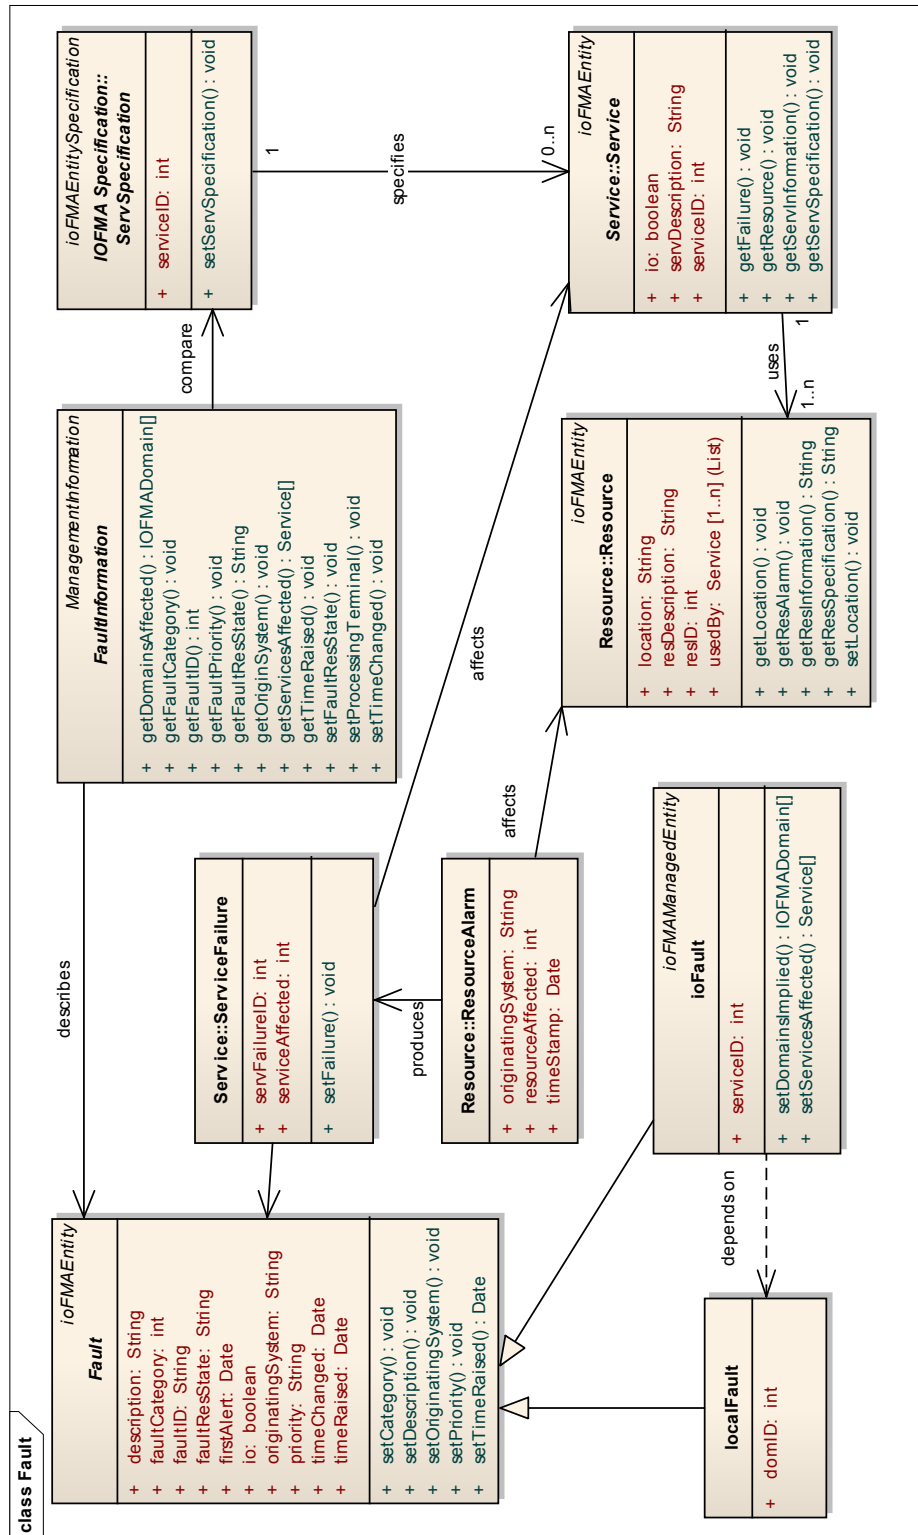 class Fault
ioFMAEntity
Fault
+ description: String
+ faultCategory: int
+ faultID: String
+ faultResState: String
+ firstAlert: Date
+ io: boolean
+ originatingSystem: String
+ priority: String
+ timeChanged: Date
+ timeRaised: Date
+ setCategory() : void
+ setDescription() : void
+ setOriginatingSystem() : void
+ setPriority() : void
+ setTimeRaised() : Date
describes
ManagementInformation
FaultInformation
+ getDomainsAffected() : IOFMADomain[]
+ getFaultCategory() : void
+ getFaultID() : int
+ getFaultPriority() : void
+ getFaultResState() : String
+ getOriginSystem() : void
+ getServicesAffected() : Service[]
+ getTimeRaised() : void
+ setFaultResState() : void
+ setProcessingTerminal() : void
+ setTimeChanged() : void
compare
ioFMAEntitySpecification
IOFMA Specification::
ServSpecification
+ serviceID: int
+ setServSpecification() : void
1
specifies
0..n
Service::ServiceFailure
+ servFailureID: int
+ serviceAffected: int
+ setFailure() : void
affects
produces
Resource::ResourceAlarm
+ originatingSystem: String
+ resourceAffected: int
+ timeStamp: Date
affects
ioFMAEntity
Resource::Resource
+ location: String
+ resDescription: String
+ resID: int
+ usedBy: Service [1..n] (List)
+ getLocation() : void
+ getResAlarm() : void
+ getResInformation() : String
+ getResSpecification() : String
+ setLocation() : void
1..n
uses
1
ioFMAEntity
Service::Service
+ io: boolean
+ servDescription: String
+ serviceID: int
+ getFailure() : void
+ getResource() : void
+ getServInformation() : void
+ getServSpecification() : void
localFault
+ domID: int
depends on
ioFMAManagedEntity
ioFault
+ serviceID: int
+ setDomainsImplied() : IOFMADomain[]
+ setServicesAffected() : Service[]